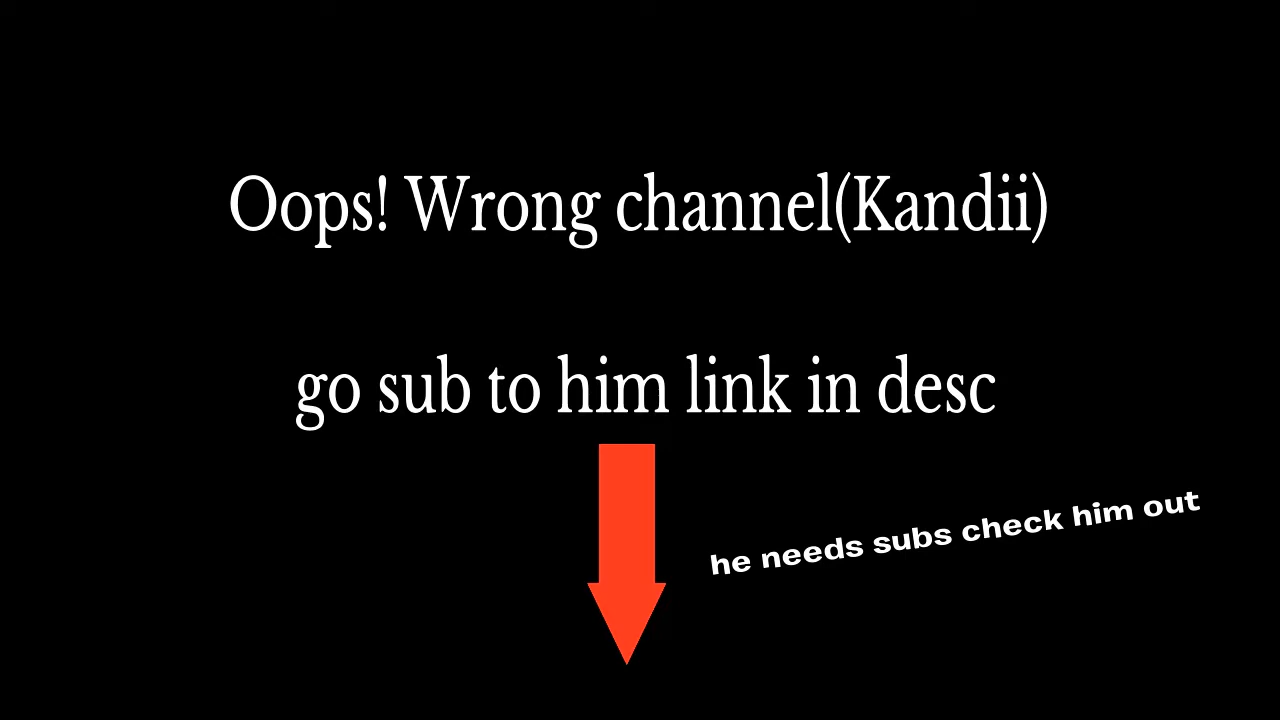 Oops! Wrong channel(Kandii)
go sub to him link in desc
he needs subs check him out